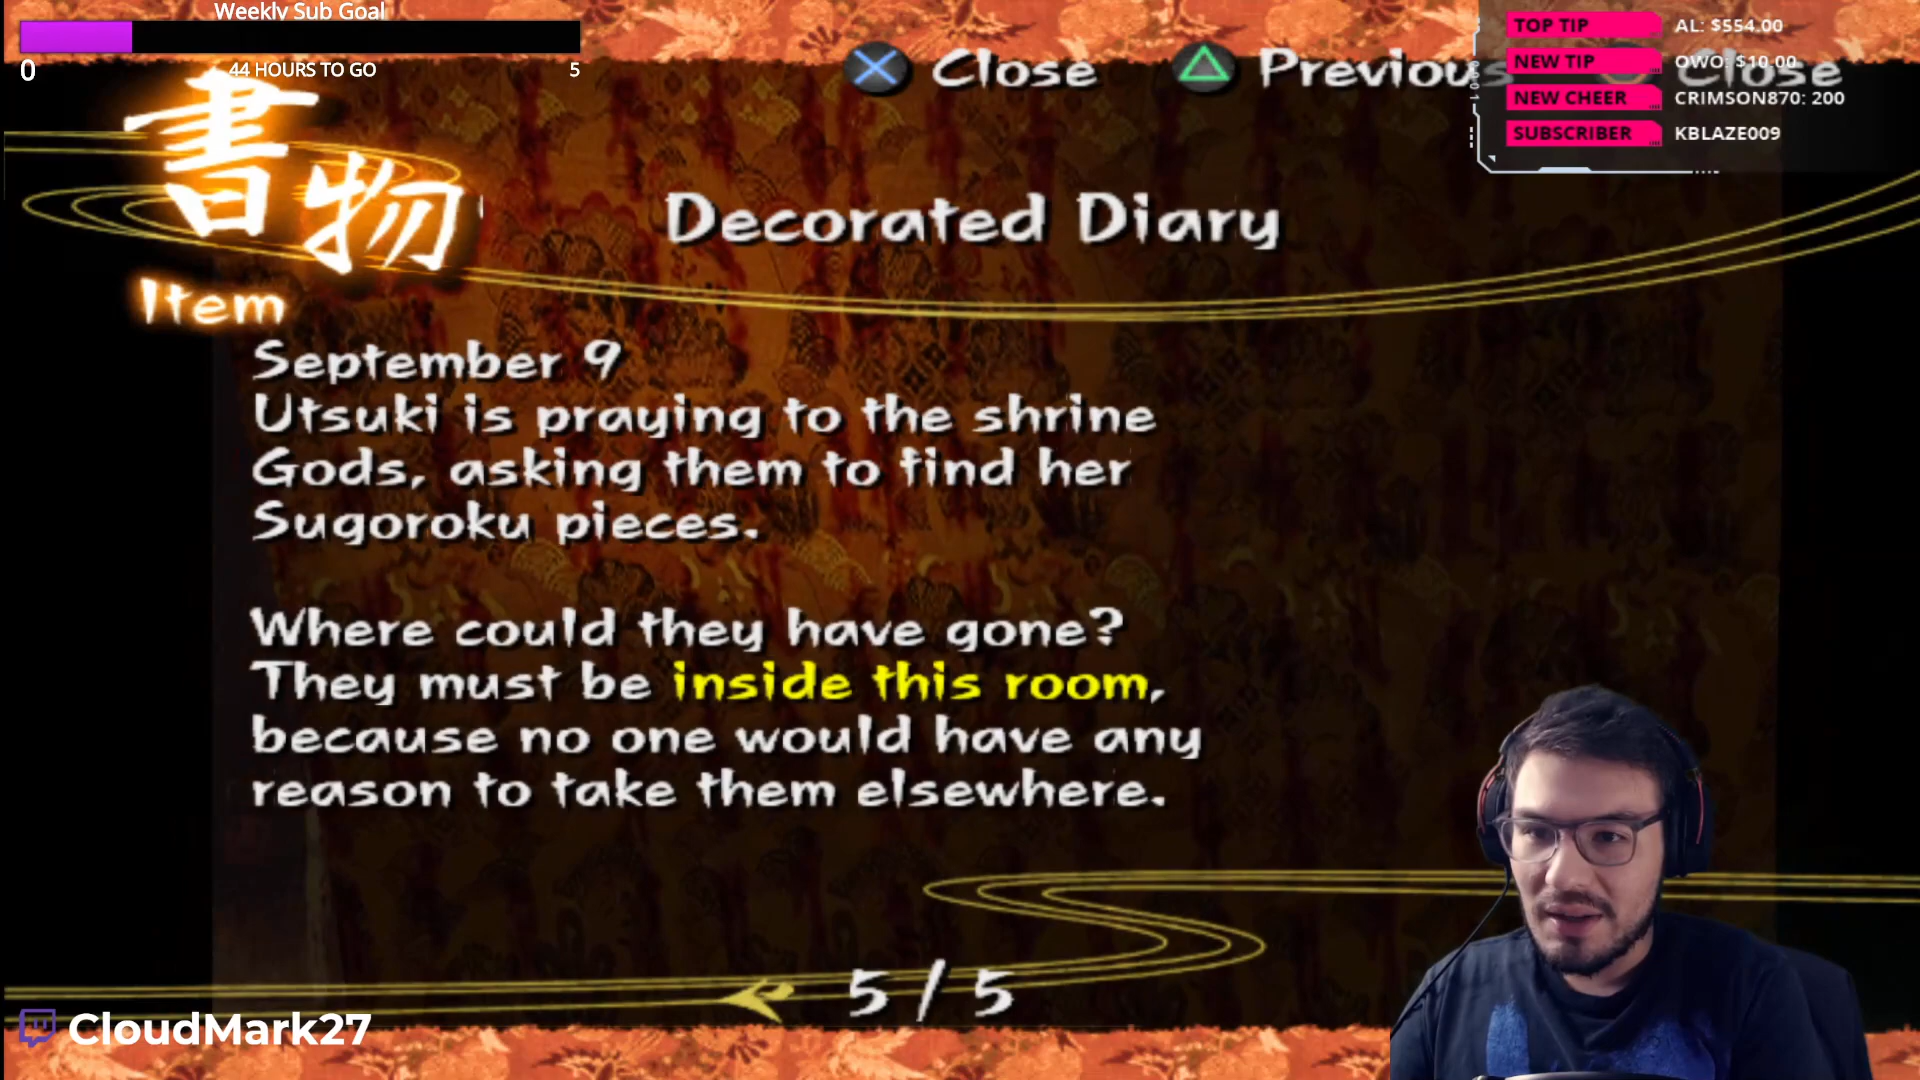 Weekly Sub Goal
0
44 HOURS TO GO
5
Close
Previous
Close
TOP TIP
AL: $554.00
NEW TIP
OWO: $10.00
NEW CHEER
CRIMSON870: 200
SUBSCRIBER
KBLAZE009
書物
Item
Decorated Diary
September 9
Utsuki is praying to the shrine
Gods, asking them to find her
Sugoroku pieces.
Where could they have gone?
They must be inside this room,
because no one would have any
reason to take them elsewhere.
5 / 5
CloudMark27